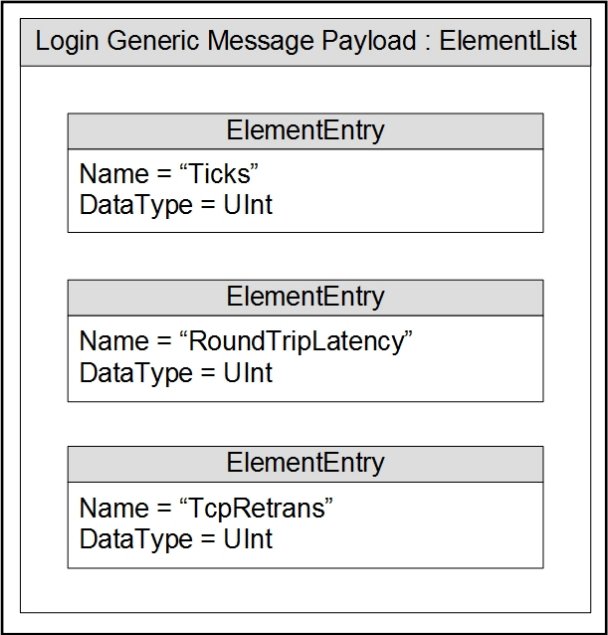 Login Generic Message Payload : ElementList
ElementEntry
Name = “Ticks”
DataType = UInt
ElementEntry
Name = “RoundTripLatency”
DataType = UInt
ElementEntry
Name = “TcpRetrans”
DataType = UInt